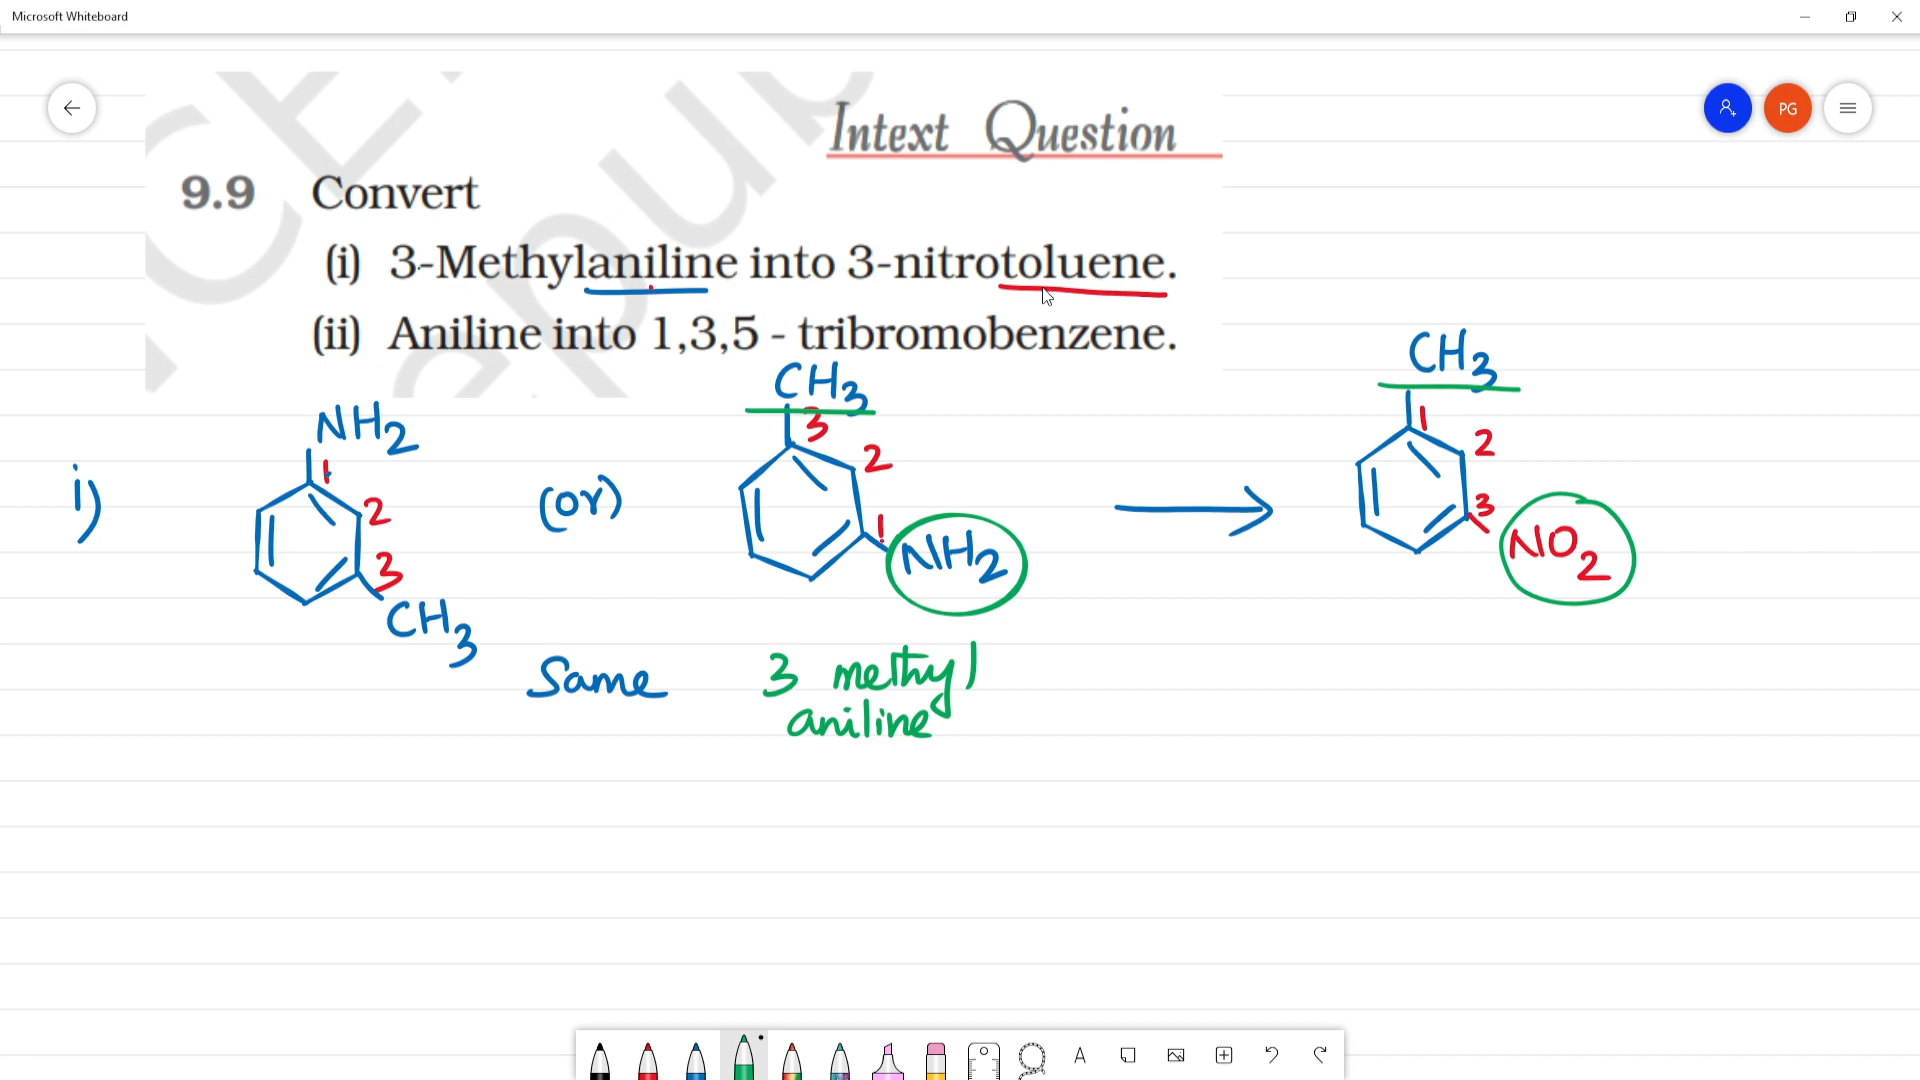 Microsoft Whiteboard
PG
Intext Question
9.9 Convert
(i) 3-Methylaniline into 3-nitrotoluene.
(ii) Aniline into 1,3,5 - tribromobenzene.
i)
NH2
1
2
3
CH3
(or)
CH3
3
2
1
NH2
CH3
1
2
3
NO2
Same
3 methyl
aniline
A